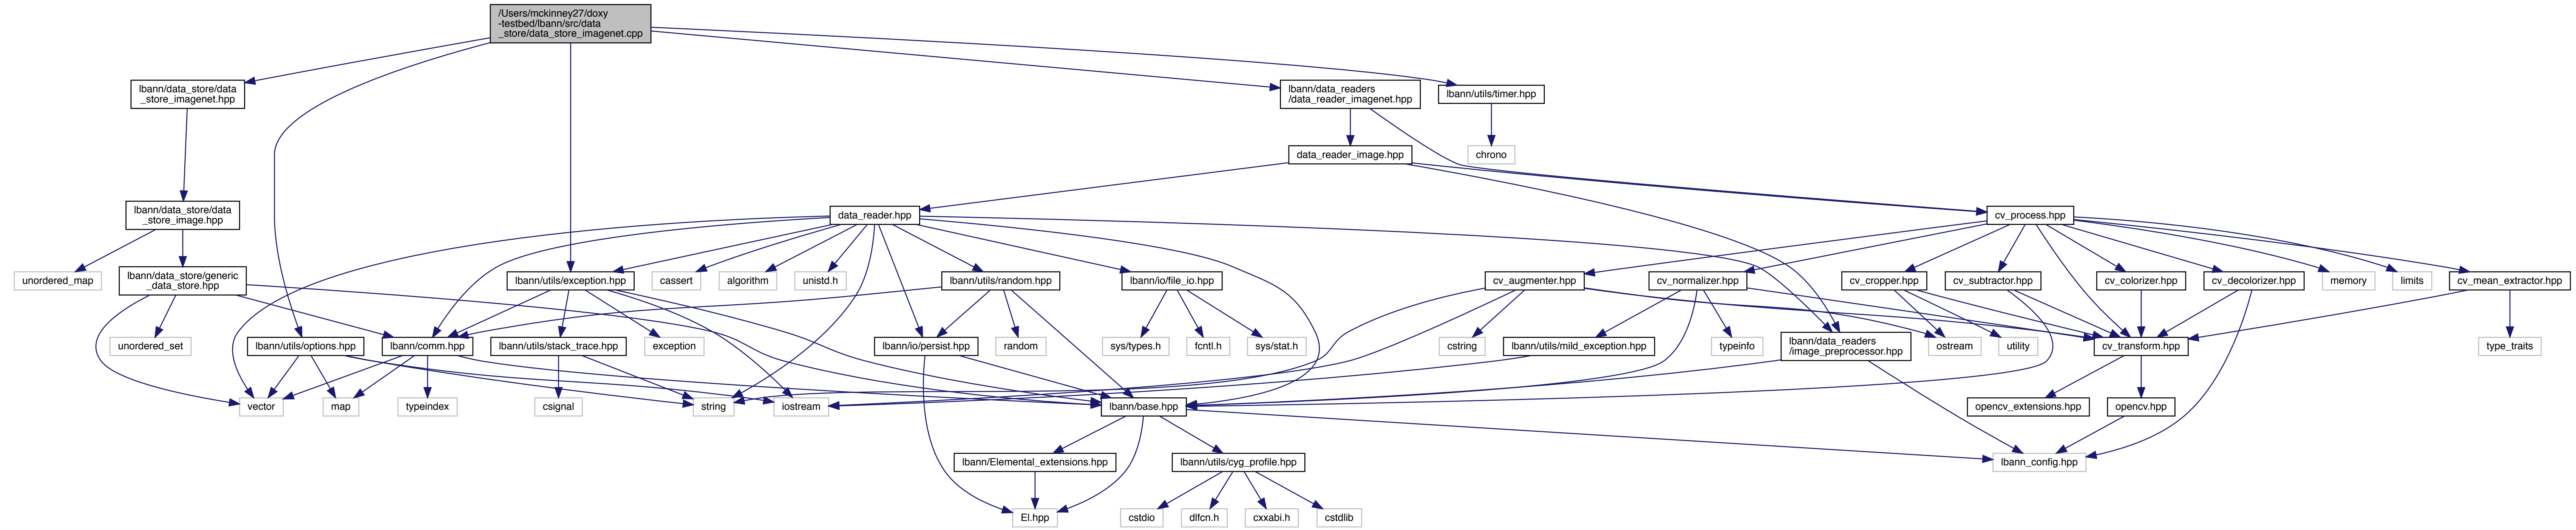 /Users/mckinney27/doxy
-testbed/lbann/src/data
_store/data_store_imagenet.cpp
lbann/data_store/data
_store_imagenet.hpp
lbann/data_readers
/data_reader_imagenet.hpp
lbann/utils/timer.hpp
data_reader_image.hpp
chrono
lbann/data_store/data
_store_image.hpp
data_reader.hpp
cv_process.hpp
unordered_map
lbann/data_store/generic
_data_store.hpp
lbann/utils/exception.hpp
cassert
algorithm
unistd.h
lbann/utils/random.hpp
lbann/io/file_io.hpp
cv_augmenter.hpp
cv_normalizer.hpp
cv_cropper.hpp
cv_subtractor.hpp
cv_colorizer.hpp
cv_decolorizer.hpp
memory
limits
cv_mean_extractor.hpp
unordered_set
lbann/utils/options.hpp
lbann/comm.hpp
lbann/utils/stack_trace.hpp
exception
lbann/io/persist.hpp
random
sys/types.h
fcntl.h
sys/stat.h
cstring
lbann/utils/mild_exception.hpp
typeinfo
lbann/data_readers
/image_preprocessor.hpp
ostream
utility
cv_transform.hpp
type_traits
vector
map
typeindex
csignal
string
iostream
lbann/base.hpp
opencv_extensions.hpp
opencv.hpp
lbann/Elemental_extensions.hpp
lbann/utils/cyg_profile.hpp
lbann_config.hpp
El.hpp
cstdio
dlfcn.h
cxxabi.h
cstdlib